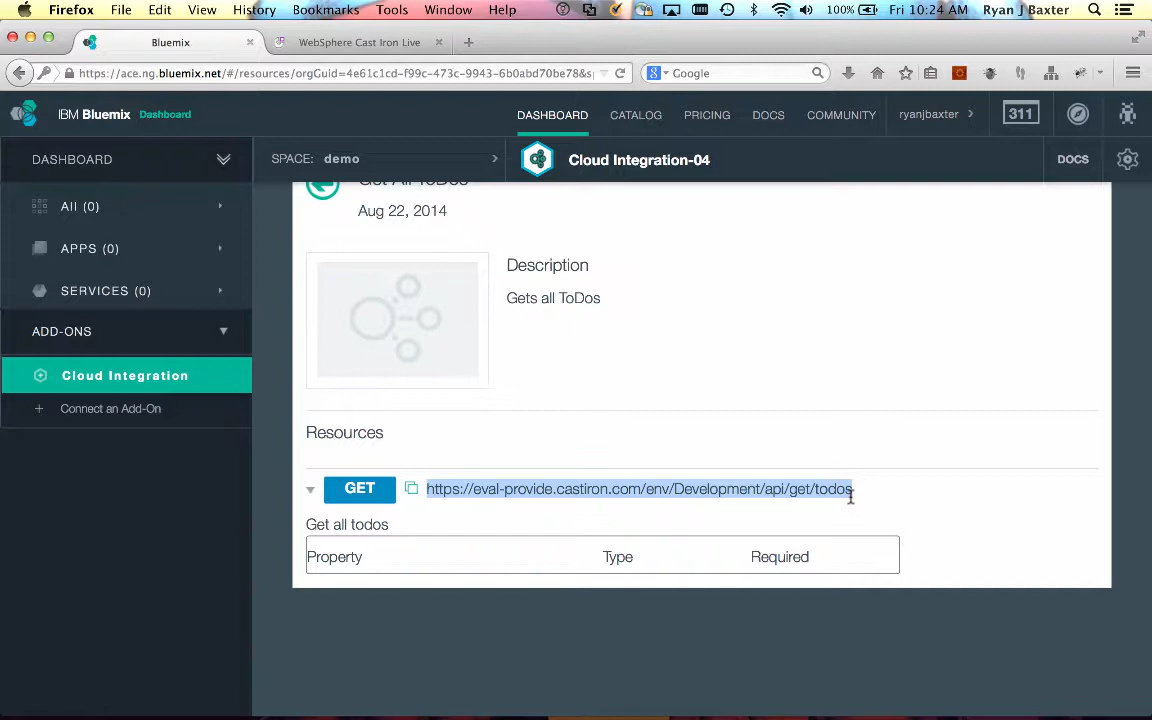 Firefox File Edit View History Bookmarks Tools Window Help 100% Fri 10:24 AM Ryan J Baxter
Bluemix WebSphere Cast Iron Live
https://ace.ng.bluemix.net/#/resources/orgGuid=4e61c1cd-f99c-473c-9943-6b0abd70be78&s Google
IBM Bluemix Dashboard DASHBOARD CATALOG PRICING DOCS COMMUNITY ryanjbaxter 311
DASHBOARD SPACE: demo Cloud Integration-04 DOCS
Get All ToDos
All (0)
Aug 22, 2014
APPS (0)
Description
SERVICES (0)
Gets all ToDos
ADD-ONS
Cloud Integration
Connect an Add-On
Resources
GET https://eval-provide.castiron.com/env/Development/api/get/todos
Get all todos
Property Type Required